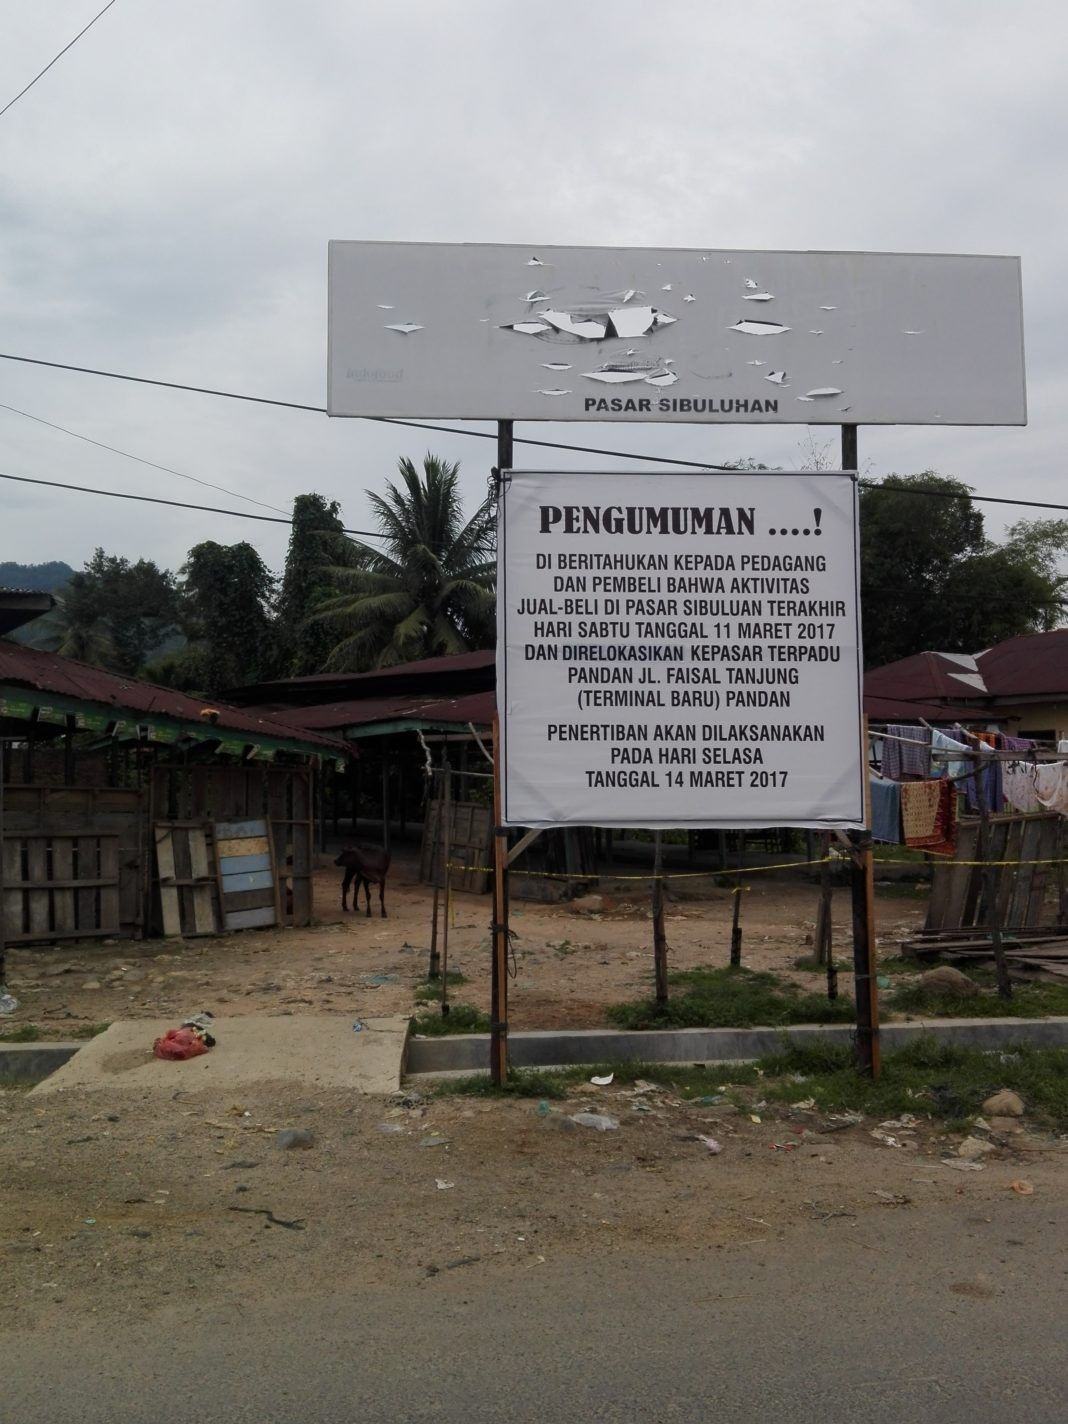 indofood
PASAR SIBULUHAN
PENGUMUMAN ....!
DI BERITAHUKAN KEPADA PEDAGANG
DAN PEMBELI BAHWA AKTIVITAS
JUAL-BELI DI PASAR SIBULUAN TERAKHIR
HARI SABTU TANGGAL 11 MARET 2017
DAN DIRELOKASIKAN KEPASAR TERPADU
PANDAN JL. FAISAL TANJUNG
(TERMINAL BARU) PANDAN
PENERTIBAN AKAN DILAKSANAKAN
PADA HARI SELASA
TANGGAL 14 MARET 2017